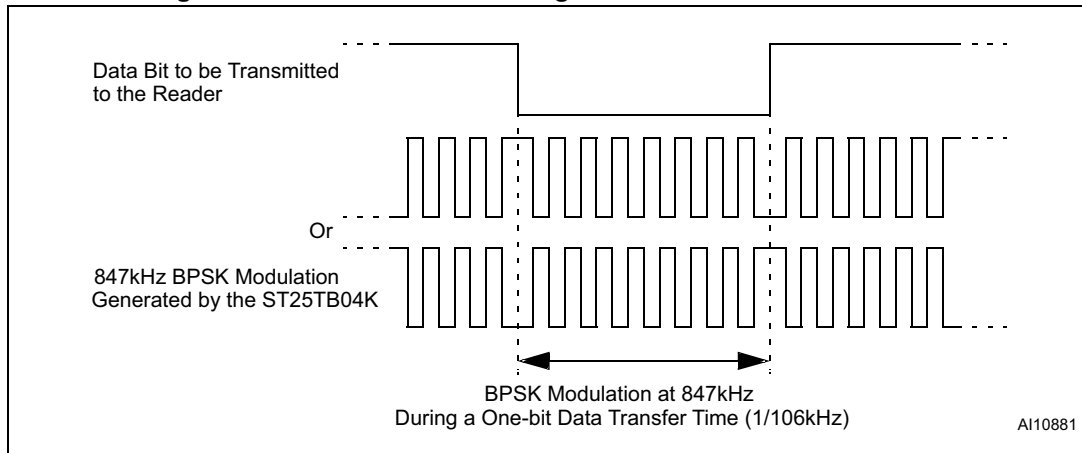 Data Bit to be Transmitted
to the Reader
Or
847kHz BPSK Modulation
Generated by the ST25TB04K
BPSK Modulation at 847kHz
During a One-bit Data Transfer Time (1/106kHz)
AI10881